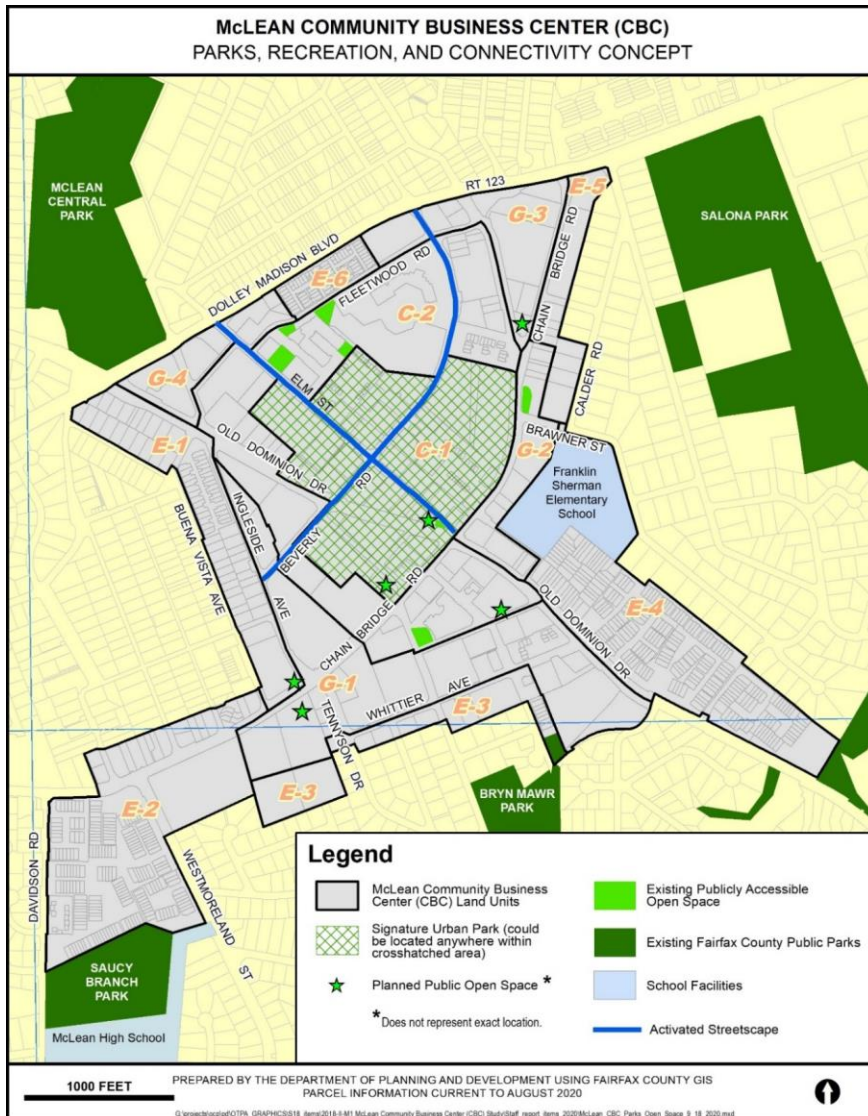 McLEAN COMMUNITY BUSINESS CENTER (CBC)
PARKS, RECREATION, AND CONNECTIVITY CONCEPT
MCLEAN
CENTRAL
PARK
RT 123
E-5
G-3
SALONA PARK
DOLLEY MADISON BLVD
E-6
FLEETWOOD RD
CHAIN
BRIDGE RD
C-2
G-4
ELM ST
CALDER RD
E-1
OLD DOMINION DR
C-1
BRAWNER ST
G-2
Franklin
Sherman
Elementary
School
INGLESIDE
AVE
BEVERLY
RD
BUENA VISTA AVE
CHAIN BRIDGE
RD
OLD DOMINION DR
E-4
G-1
WHITTIER AVE
E-3
TENNYSON DR
E-3
E-2
BRYN MAWR
PARK
DAVIDSON RD
WESTMORELAND ST
SAUCY
BRANCH
PARK
McLean High School
Legend
McLean Community Business
Center (CBC) Land Units
Signature Urban Park (could
be located anywhere within
crosshatched area)
Planned Public Open Space *
*Does not represent exact location.
Existing Publicly Accessible
Open Space
Existing Fairfax County Public Parks
School Facilities
Activated Streetscape
1000 FEET
PREPARED BY THE DEPARTMENT OF PLANNING AND DEVELOPMENT USING FAIRFAX COUNTY GIS
PARCEL INFORMATION CURRENT TO AUGUST 2020